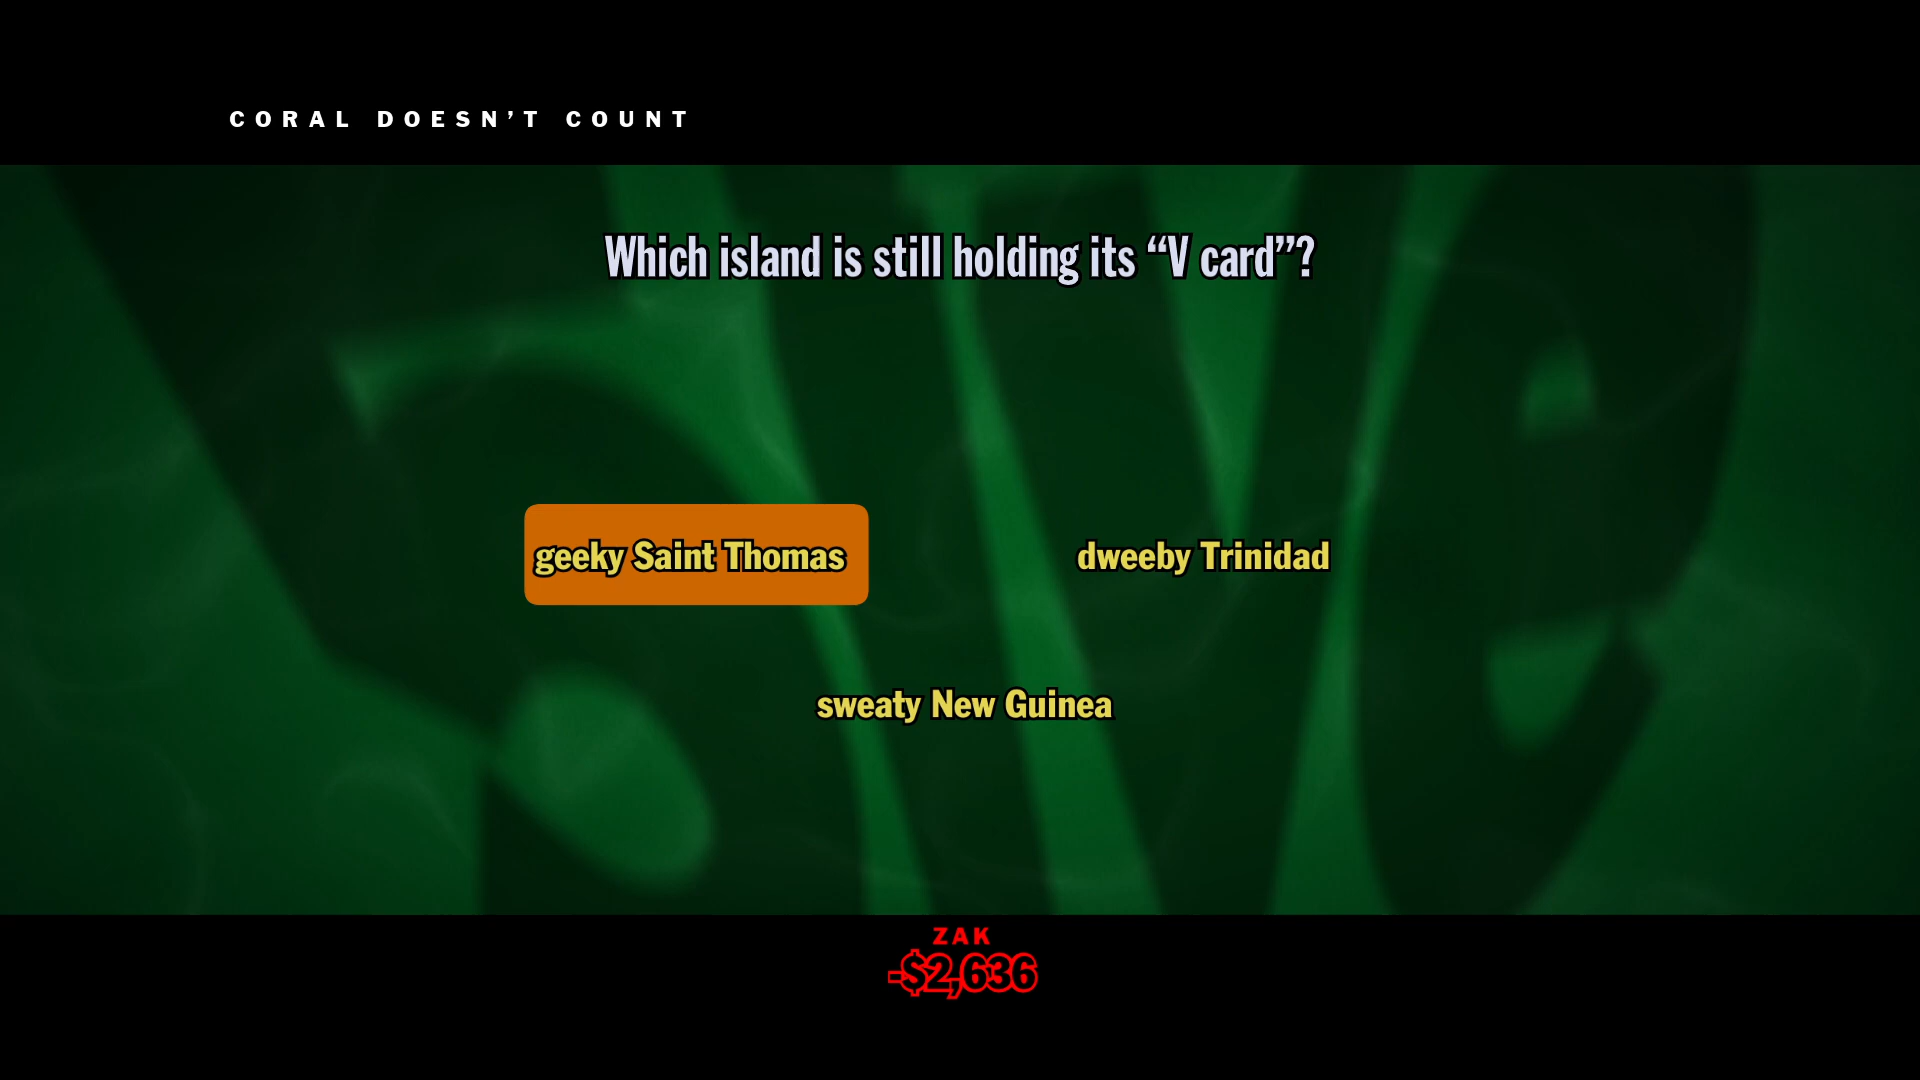 CORAL DOESN’T COUNT
Which island is still holding its “V card”?
geeky Saint Thomas
dweeby Trinidad
sweaty New Guinea
ZAK
-$2,636